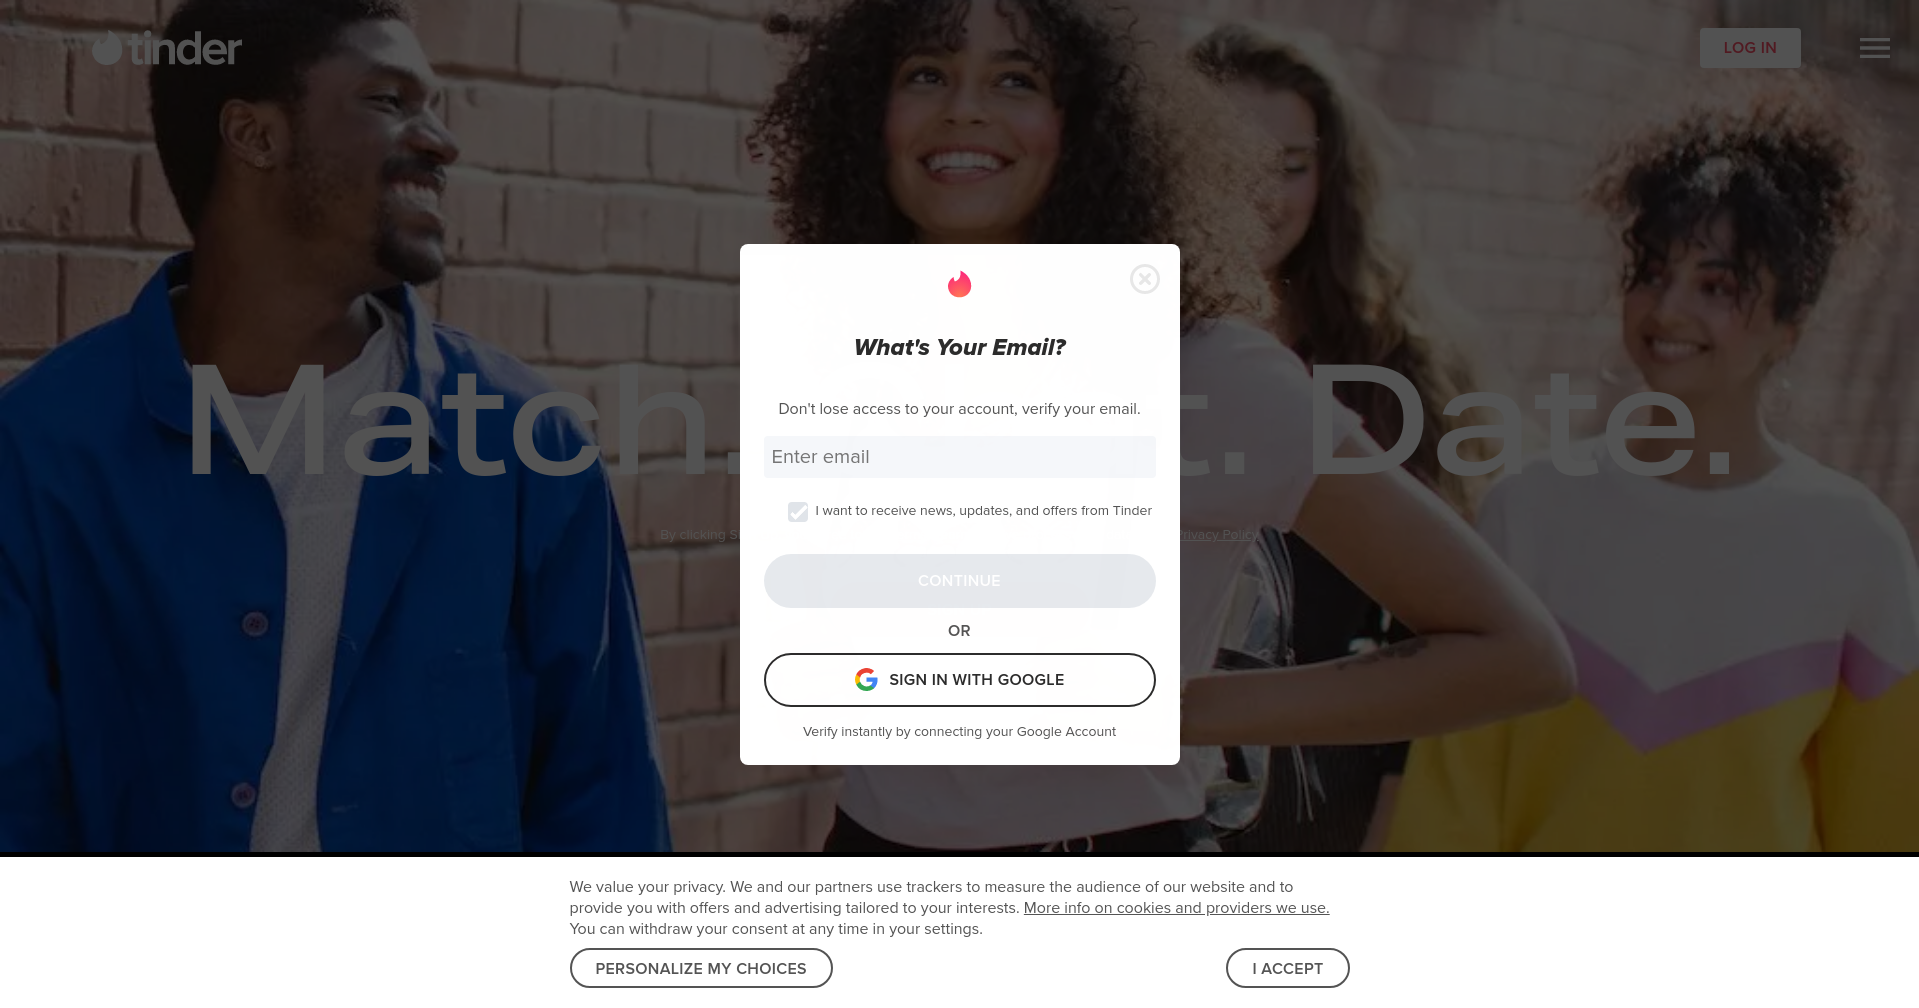 tinder
LOG IN
What's Your Email?
Match.
t. Date.
Don't lose access to your account, verify your email.
Enter email
I want to receive news, updates, and offers from Tinder
By clicking
Privacy Policy.
CONTINUE
OR
SIGN IN WITH GOOGLE
Verify instantly by connecting your Google Account
We value your privacy. We and our partners use trackers to measure the audience of our website and to
provide you with offers and advertising tailored to your interests. More info on cookies and providers we use.
You can withdraw your consent at any time in your settings.
PERSONALIZE MY CHOICES
I ACCEPT